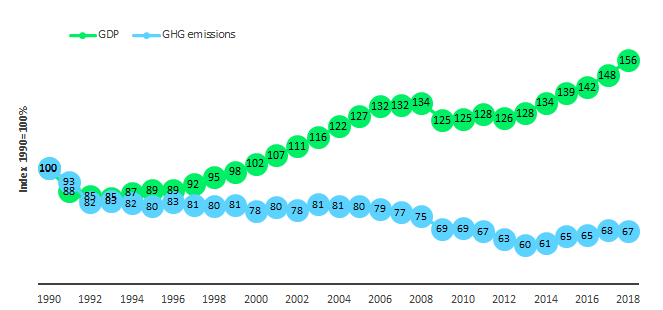 GDP GHG emissions
Index 1990=100%
100 88 85 85 87 89 89 92 95 98 102 107 111 116 122 127 132 132 134 125 125 128 126 128 134 139 142 148 156
100 93 82 82 80 83 81 80 81 78 80 78 81 81 80 79 77 75 69 69 67 63 60 61 65 65 68 67
1990 1992 1994 1996 1998 2000 2002 2004 2006 2008 2010 2012 2014 2016 2018